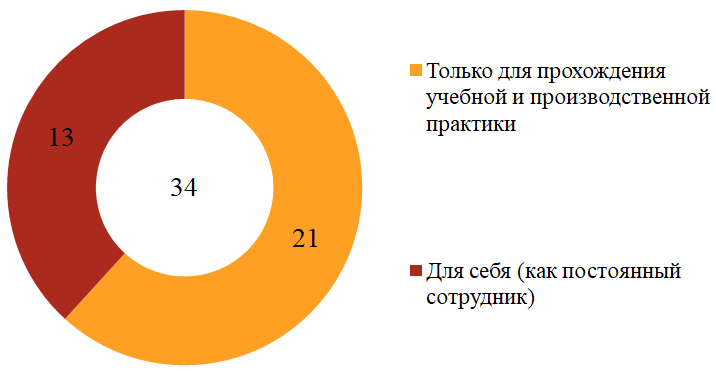 13
34
21
Только для прохождения
учебной и производственной
практики
Для себя (как постоянный
сотрудник)